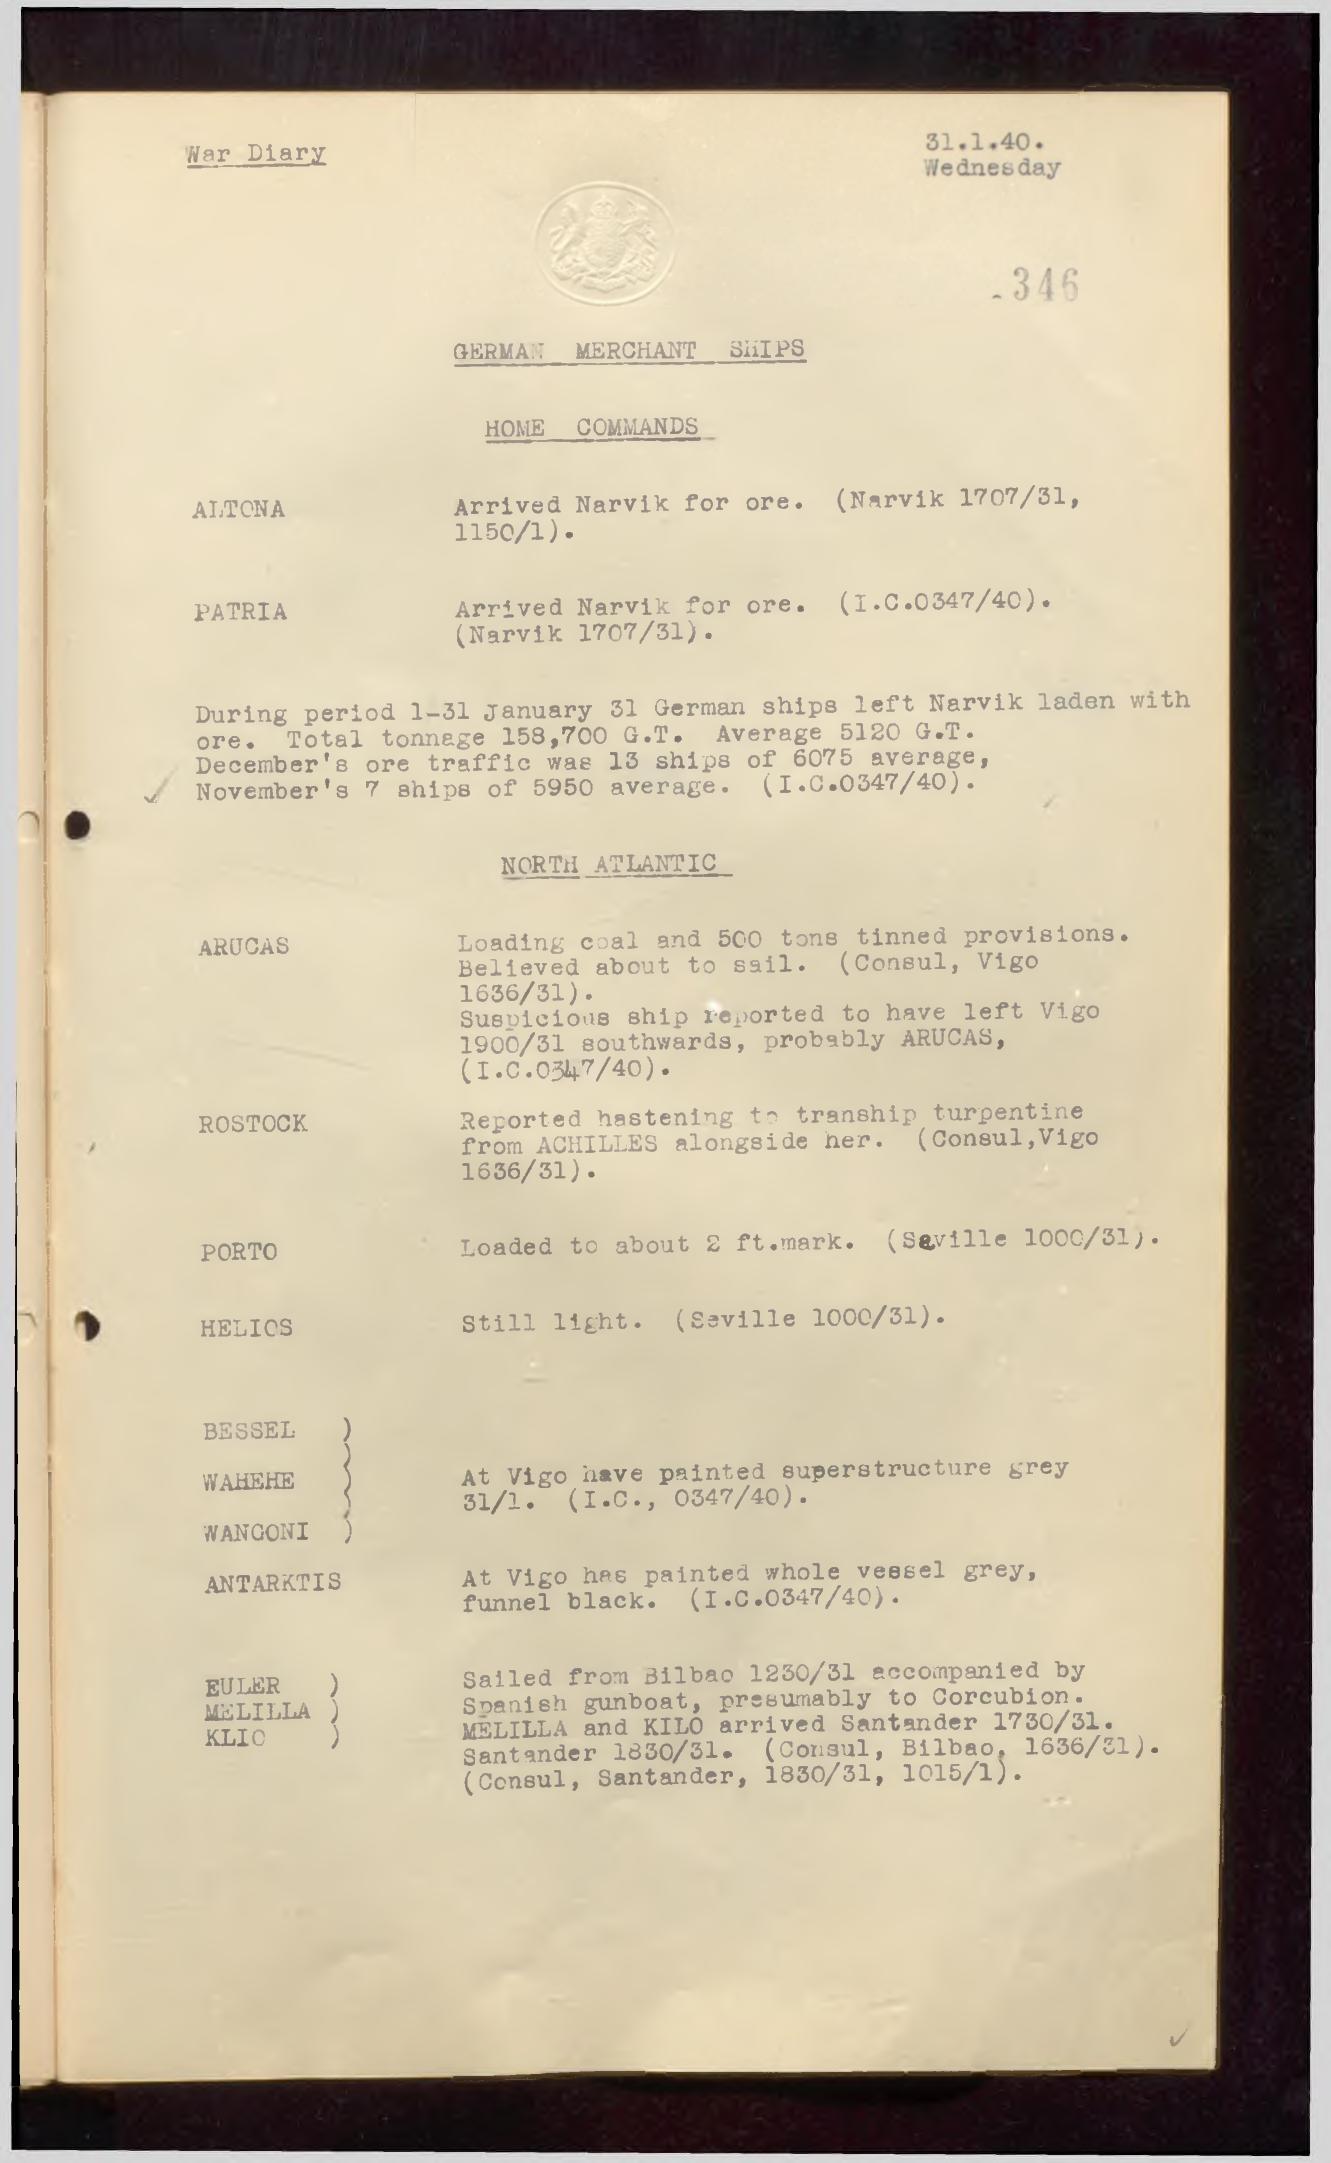 War Diary
31.1.40.
Wednesday
346
GERMAN MERCHANT SHIPS
HOME COMMANDS
ALTONA Arrived Narvik for ore. (Narvik 1707/31,
1150/1).
PATRIA Arrived Narvik for ore. (I.C.0347/40).
(Narvik 1707/31).
During period 1-31 January 31 German ships left Narvik laden with
ore. Total tonnage 158,700 G.T. Average 5120 G.T.
December's ore traffic was 13 ships of 6075 average,
November's 7 ships of 5950 average. (I.C.0347/40).
NORTH ATLANTIC
ARUCAS Loading coal and 500 tons tinned provisions.
Believed about to sail. (Consul, Vigo
1636/31).
Suspicious ship reported to have left Vigo
1900/31 southwards, probably ARUCAS,
(I.C.0347/40).
ROSTOCK Reported hastening to tranship turpentine
from ACHILLES alongside her. (Consul,Vigo
1636/31).
PORTO Loaded to about 2 ft.mark. (Seville 1000/31).
HELIOS Still light. (Seville 1000/31).
BESSEL )
)
WAHEHE ) At Vigo have painted superstructure grey
) 31/1. (I.C., 0347/40).
WANGONI )
ANTARKTIS At Vigo has painted whole vessel grey,
funnel black. (I.C.0347/40).
EULER ) Sailed from Bilbao 1230/31 accompanied by
MELILLA ) Spanish gunboat, presumably to Corcubion.
KLIO ) MELILLA and KILO arrived Santander 1730/31.
Santander 1830/31. (Consul, Bilbao, 1636/31).
(Consul, Santander, 1830/31, 1015/1).